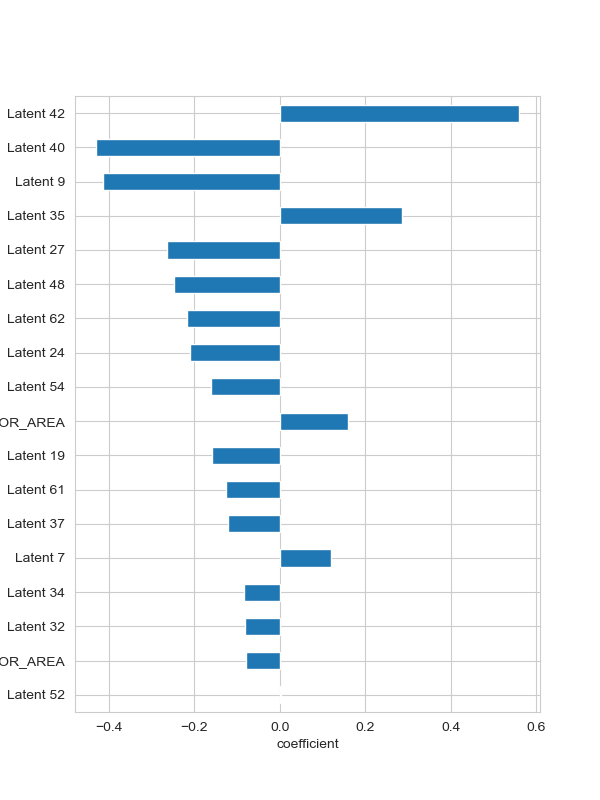 Latent 42
Latent 40
Latent 9
Latent 35
Latent 27
Latent 48
Latent 62
Latent 24
Latent 54
OR_AREA
Latent 19
Latent 61
Latent 37
Latent 7
Latent 34
Latent 32
OR_AREA
Latent 52
−0.4 −0.2 0.0 0.2 0.4 0.6
coefficient